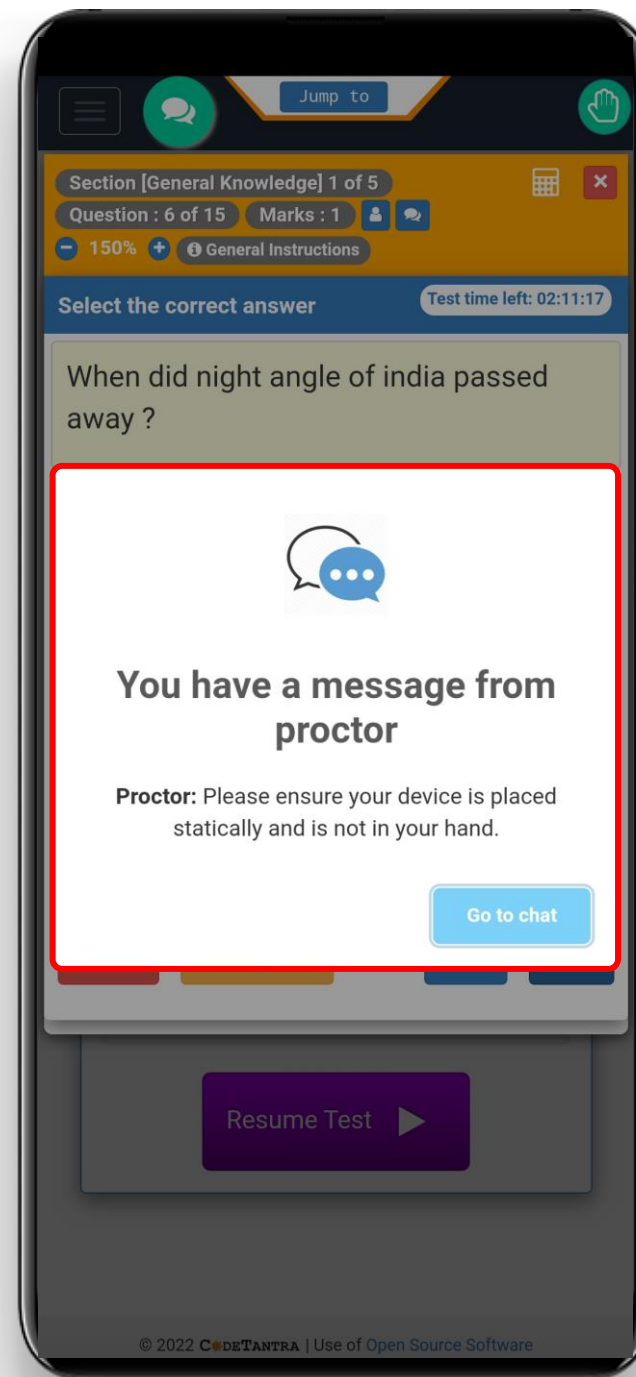 Jump to
Section [General Knowledge] 1 of 5
Question : 6 of 15 Marks : 1
150% General Instructions
Select the correct answer Test time left: 02:11:17
When did night angle of india passed
away ?
You have a message from
proctor
Proctor: Please ensure your device is placed
statically and is not in your hand.
Go to chat
Resume Test
© 2022 CODETANTRA | Use of Open Source Software